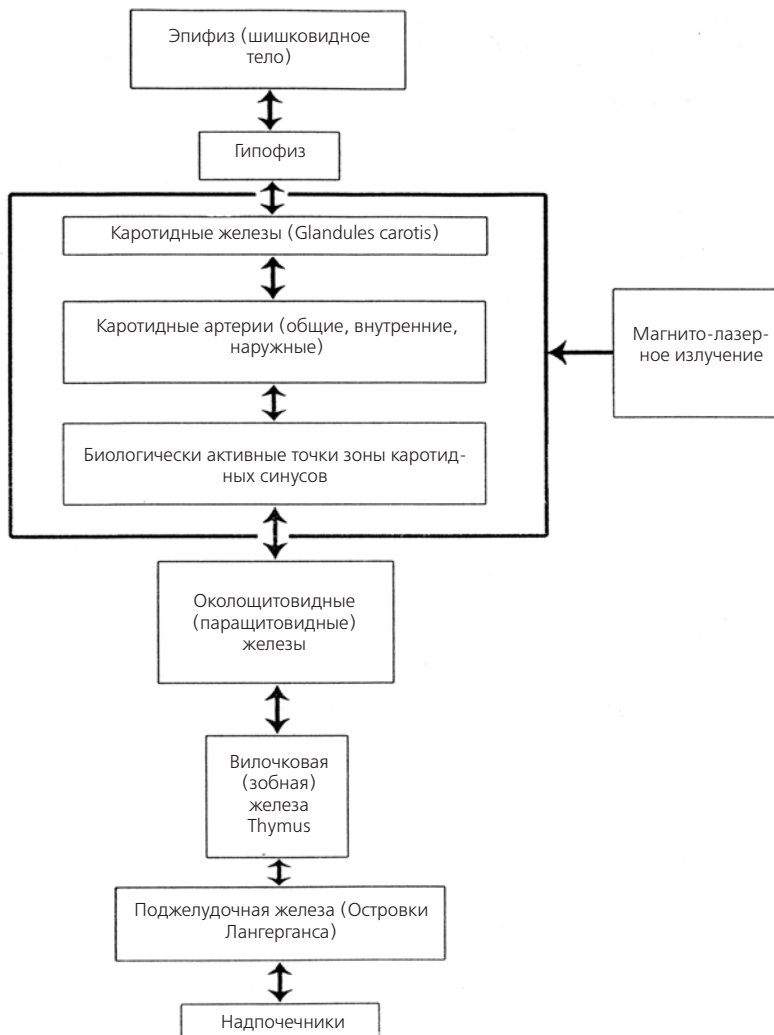 Эпифиз (шишковидное
тело)
Гипофиз
Каротидные железы (Glandules carotis)
Каротидные артерии (общие, внутренние,
наружные)
Магнито-лазер-
ное излучение
Биологически активные точки зоны каротид-
ных синусов
Околощитовидные
(паращитовидные)
железы
Вилочковая
(зобная)
железа
Thymus
Поджелудочная железа (Островки
Лангерганса)
Надпочечники